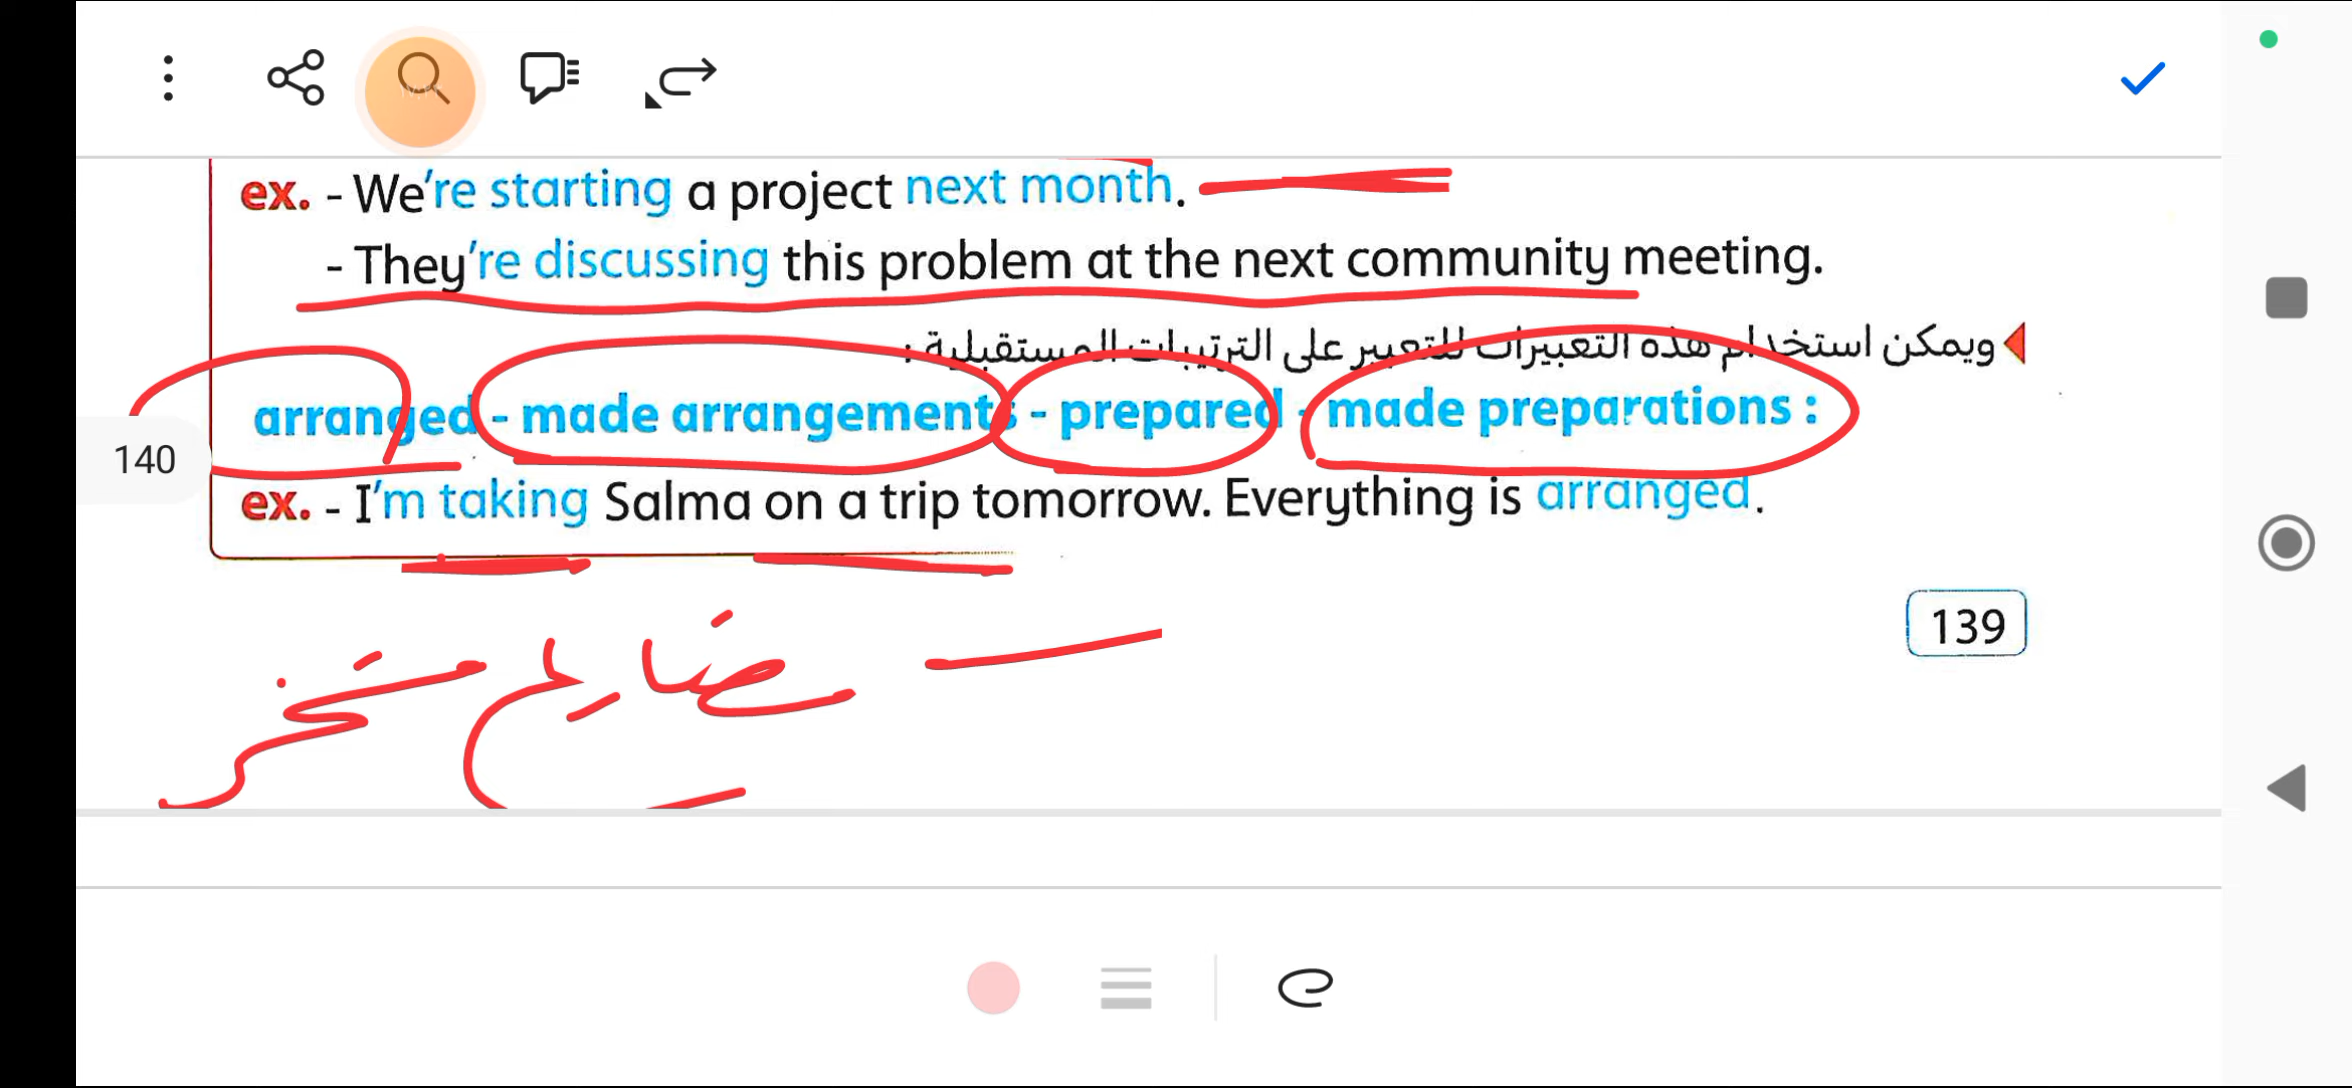 ex. - We're starting a project next month.
- They're discussing this problem at the next community meeting.
ويمكن استخدام هذه التعبيرات للتعبير على الترتيبات المستقبلية :
arranged - made arrangements - prepared - made preparations :
140
ex. - I'm taking Salma on a trip tomorrow. Everything is arranged.
139